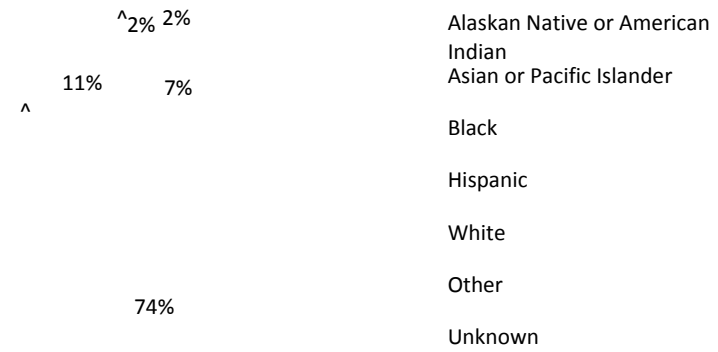 ^2% 2%
11% 7%
^
74%
Alaskan Native or American
Indian
Asian or Pacific Islander
Black
Hispanic
White
Other
Unknown